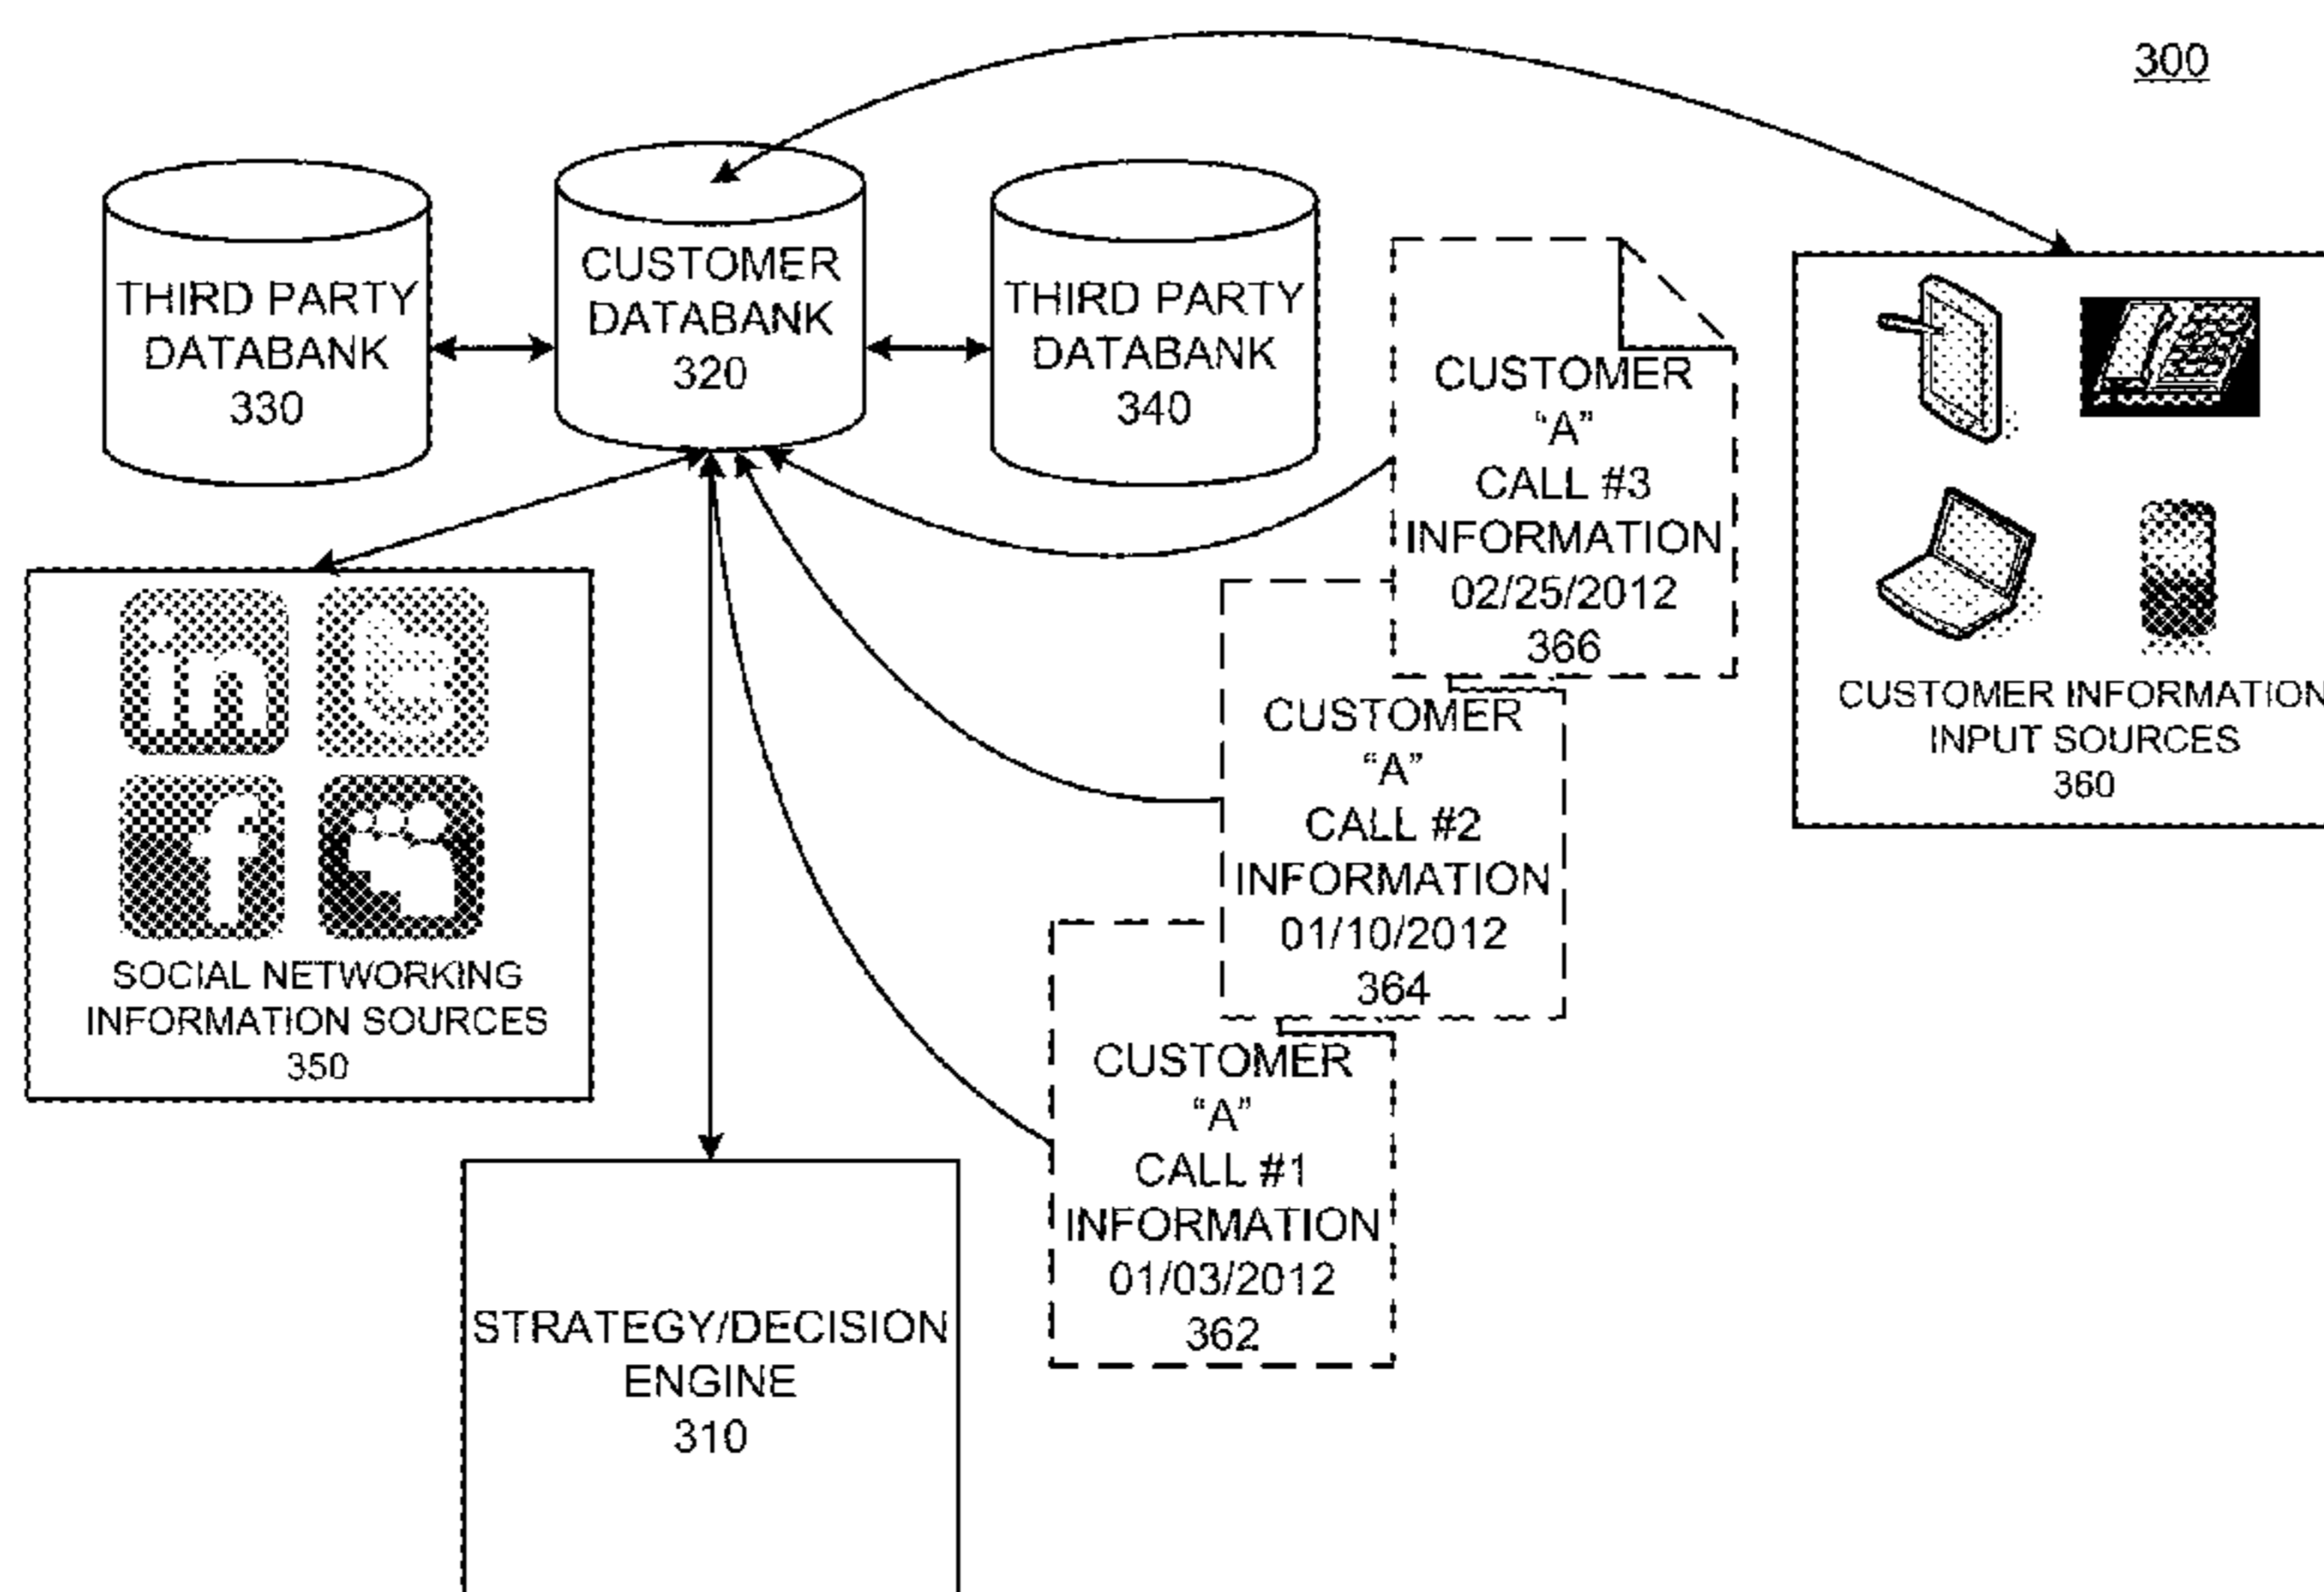 300
THIRD PARTY
DATABANK
330
CUSTOMER
DATABANK
320
THIRD PARTY
DATABANK
340
CUSTOMER
“A”
CALL #3
INFORMATION
02/25/2012
366
CUSTOMER INFORMATION
INPUT SOURCES
360
in
t
f
SOCIAL NETWORKING
INFORMATION SOURCES
350
CUSTOMER
“A”
CALL #2
INFORMATION
01/10/2012
364
CUSTOMER
“A”
CALL #1
INFORMATION
01/03/2012
362
STRATEGY/DECISION
ENGINE
310